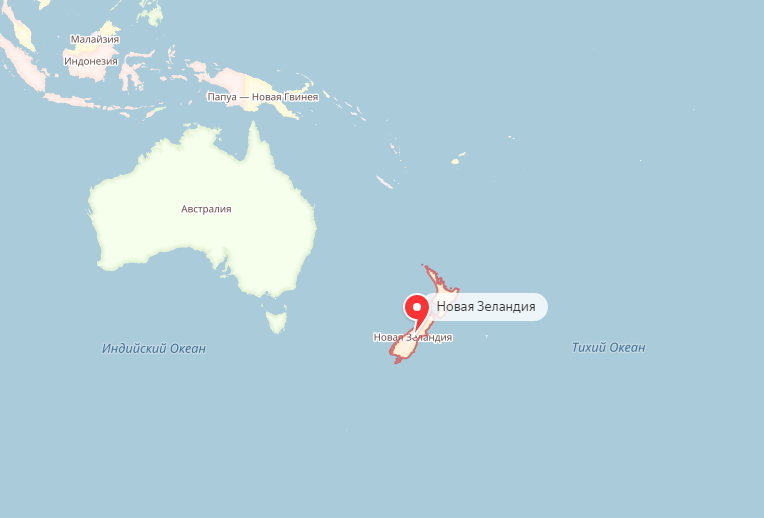 Малайзия
Индонезия
Папуа — Новая Гвинея
Австралия
Новая Зеландия
Новая Зеландия
Индийский Океан
Тихий Океан